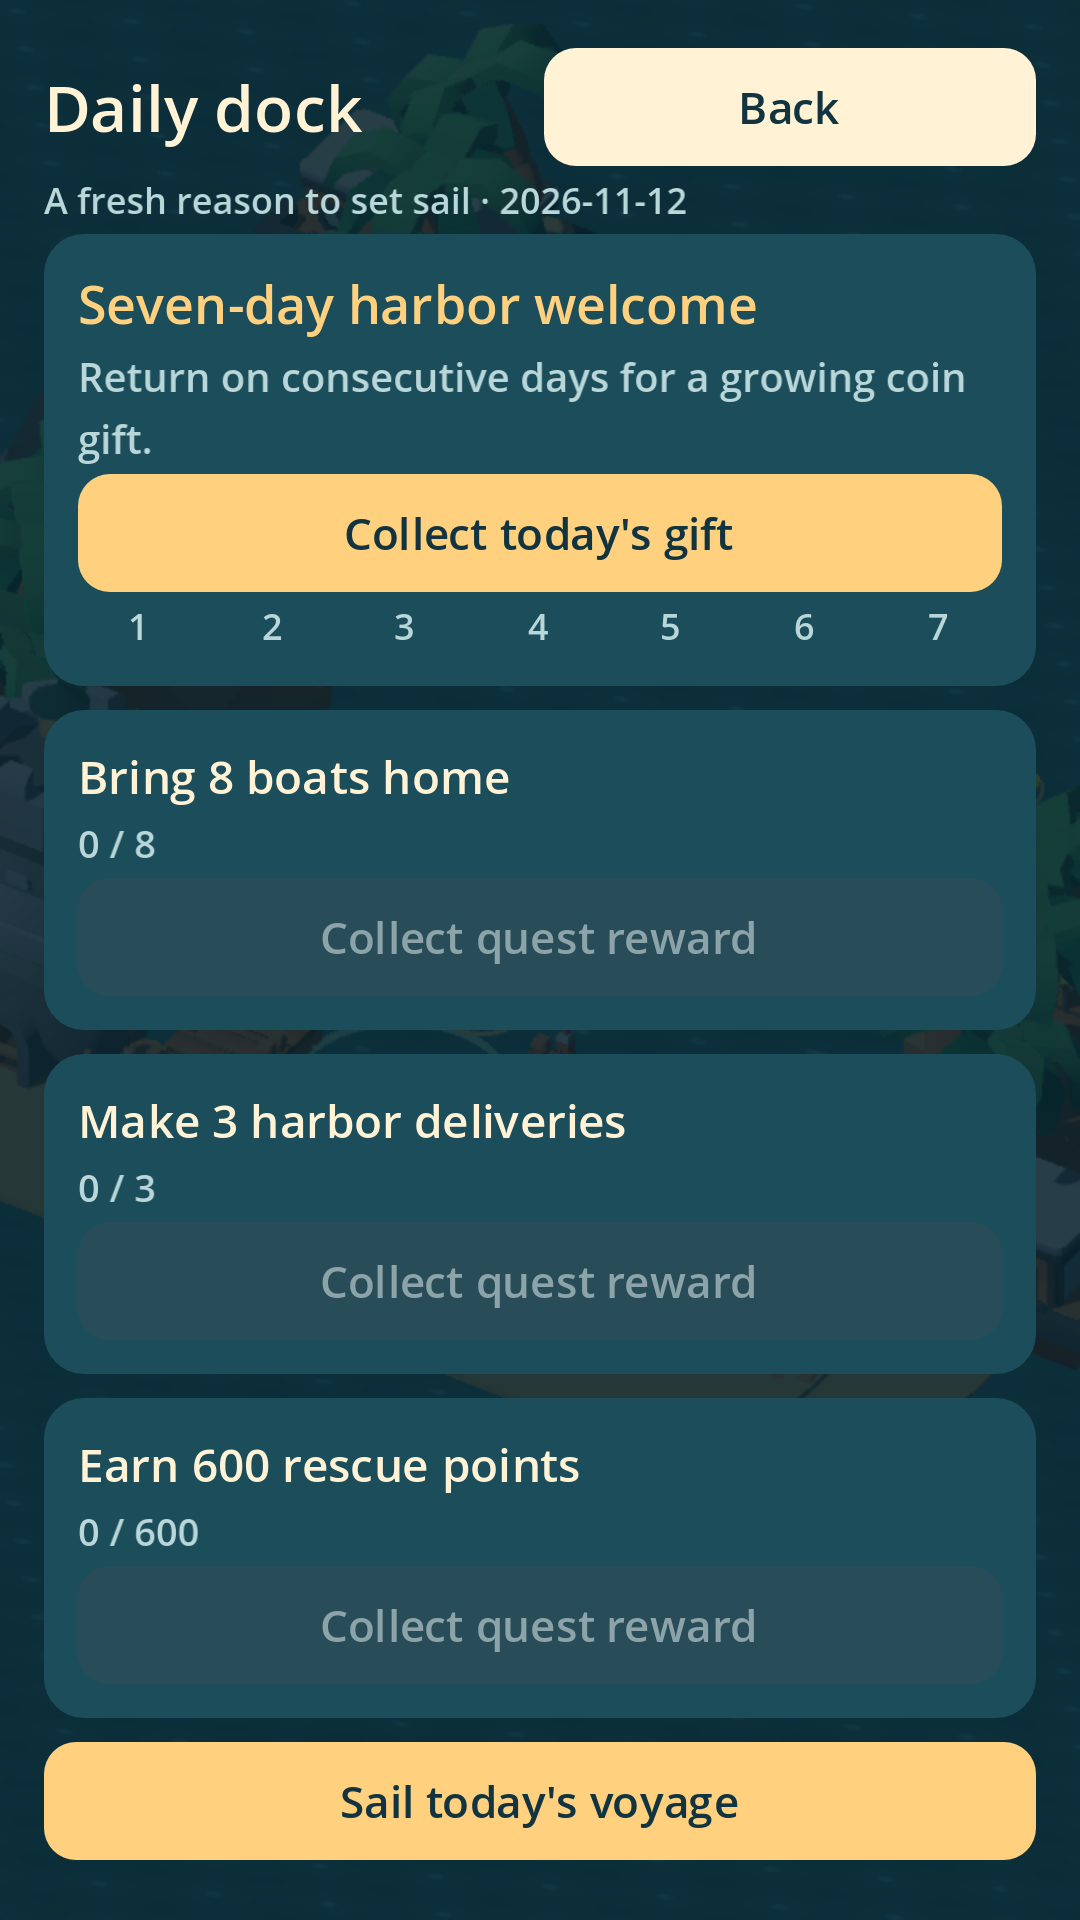 Daily dock
Back
A fresh reason to set sail · 2026-11-12
Seven-day harbor welcome
Return on consecutive days for a growing coin
gift.
Collect today's gift
1 2 3 4 5 6 7
Bring 8 boats home
0 / 8
Collect quest reward
Make 3 harbor deliveries
0 / 3
Collect quest reward
Earn 600 rescue points
0 / 600
Collect quest reward
Sail today's voyage